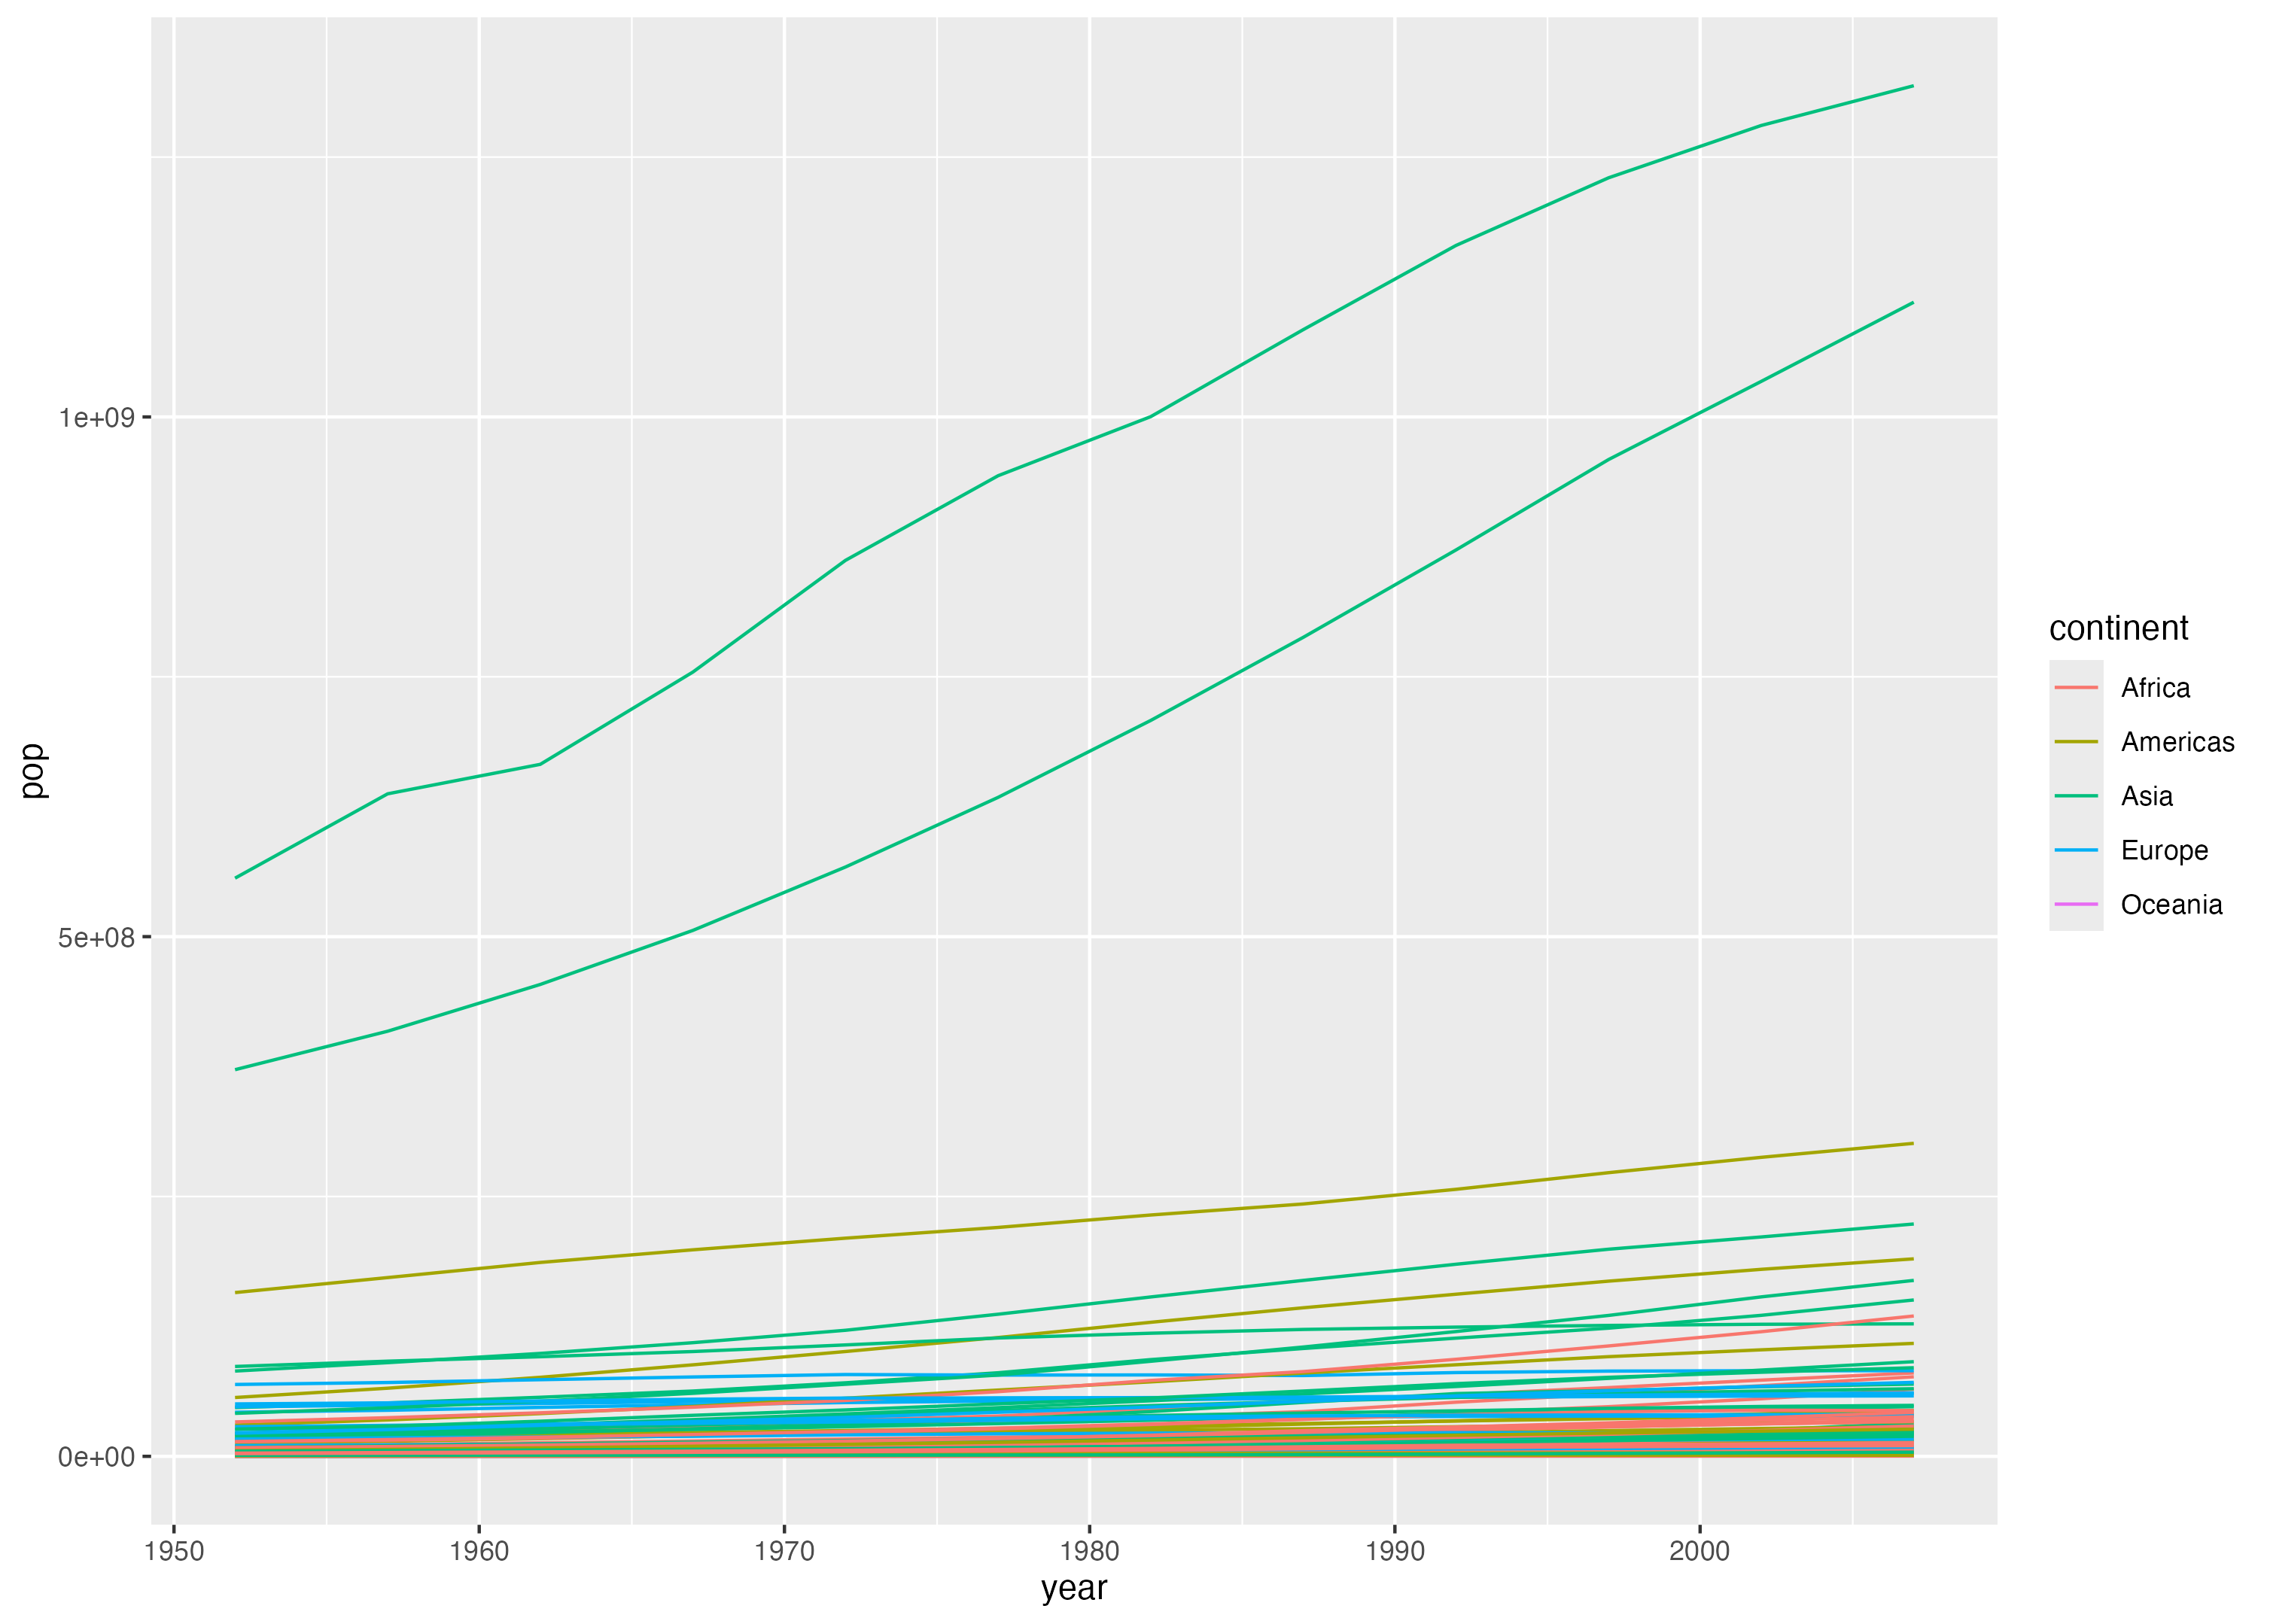 1e+09
5e+08
0e+00
pop
1950 1960 1970 1980 1990 2000
year
continent
Africa
Americas
Asia
Europe
Oceania